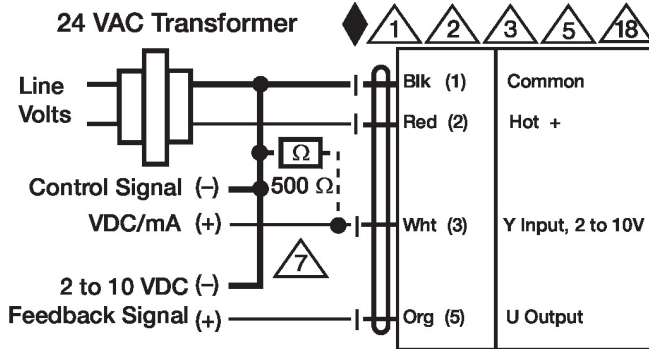 24 VAC Transformer
1 2 3 5 18
Line
Volts
Blk (1) Common
Red (2) Hot +
Ω
500 Ω
Control Signal (–)
VDC/mA (+)
Wht (3) Y Input, 2 to 10V
7
2 to 10 VDC (–)
Feedback Signal (+)
Org (5) U Output